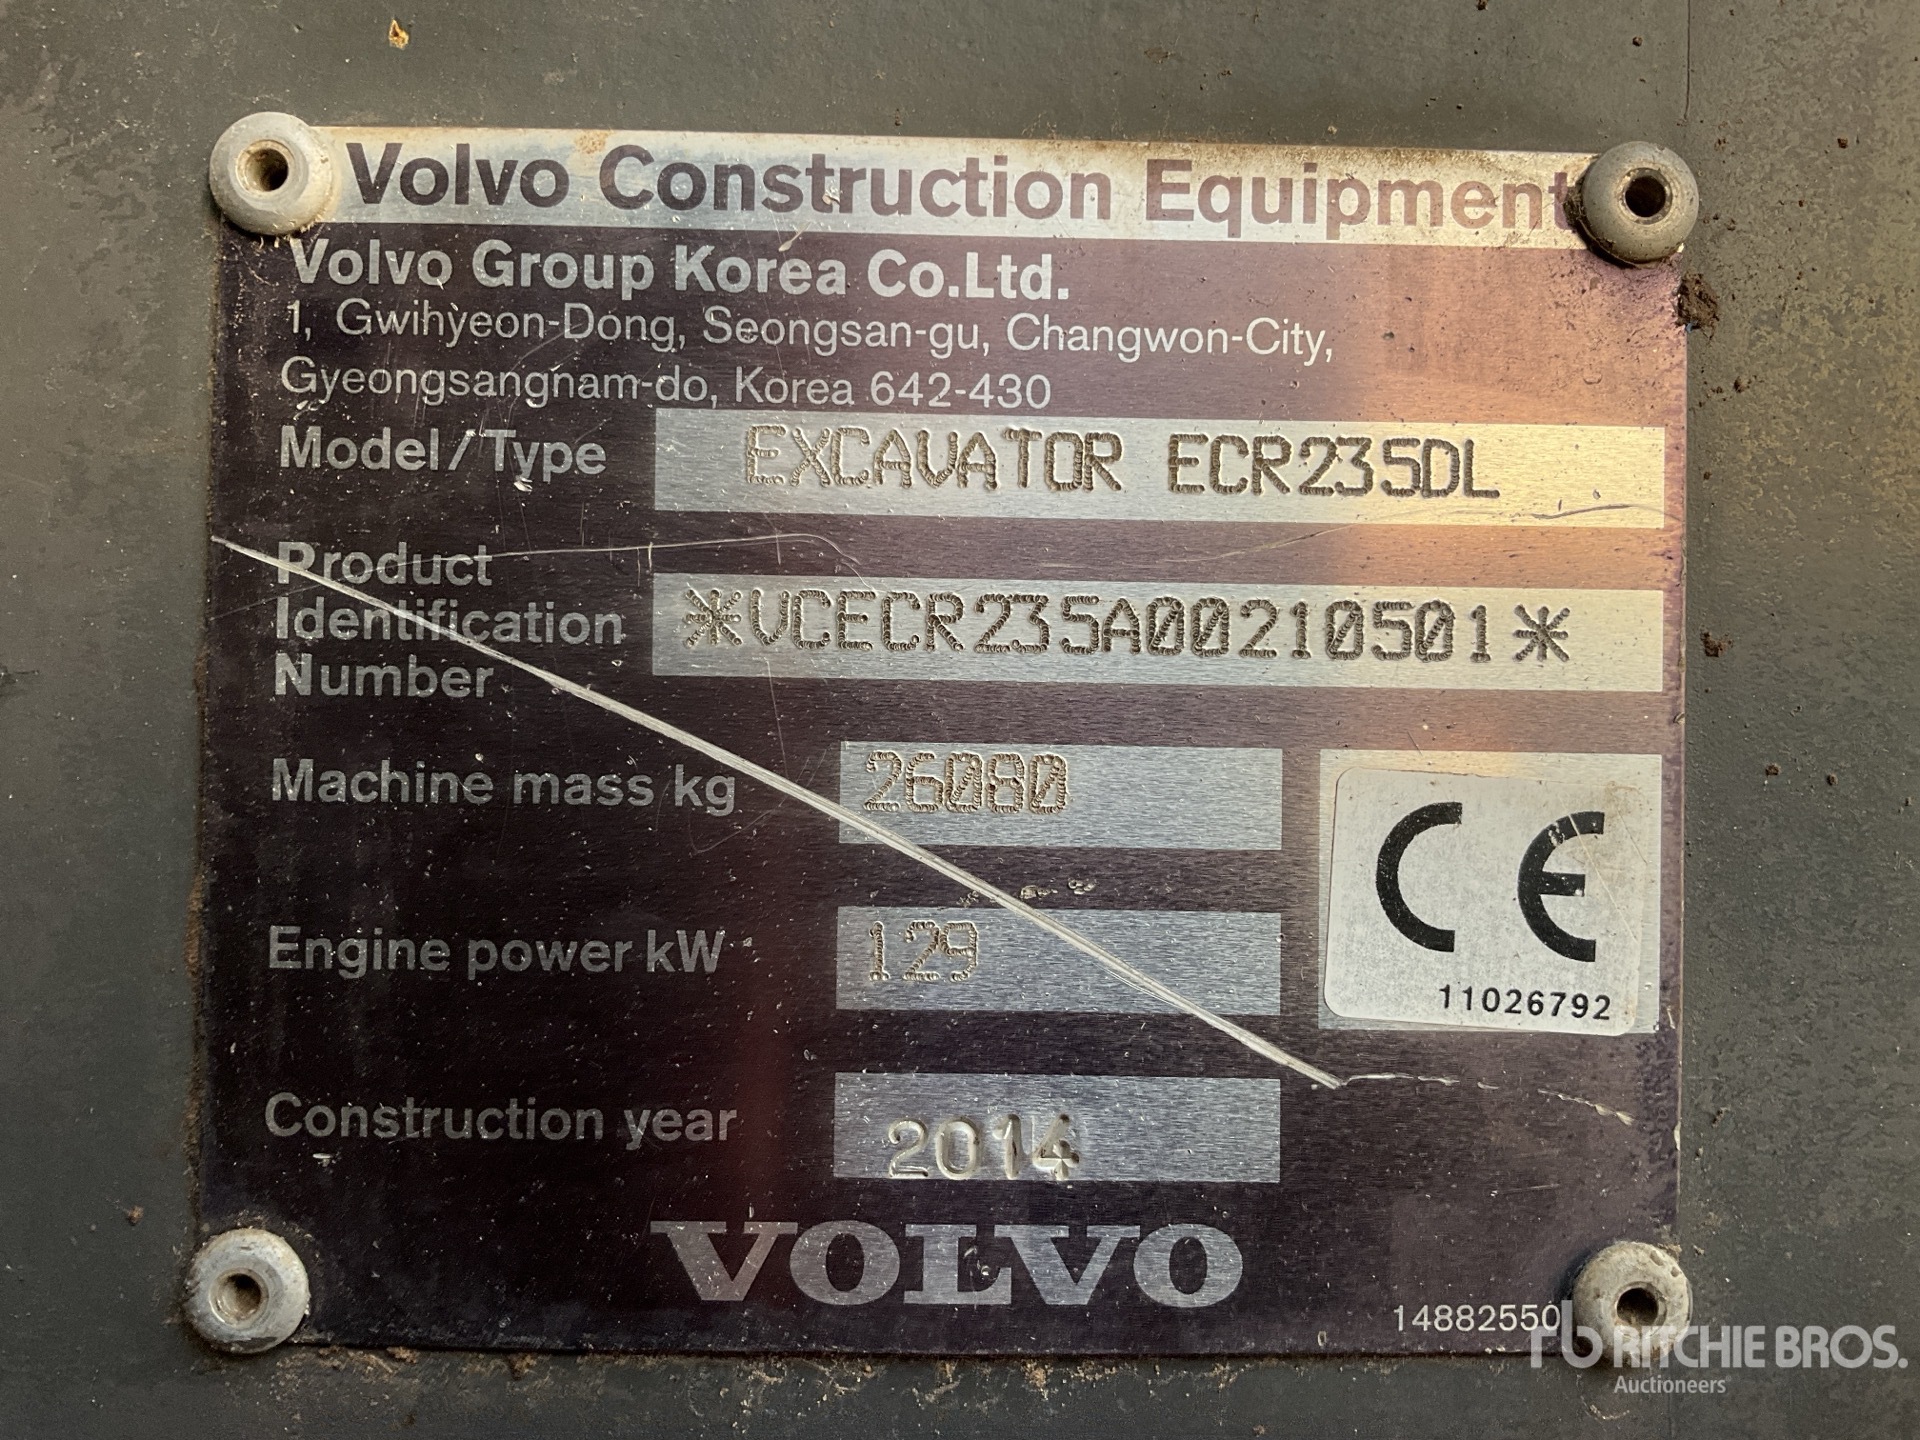 Volvo Construction Equipment
Volvo Group Korea Co.Ltd.
1, Gwihyeon-Dong, Seongsan-gu, Changwon-City,
Gyeongsangnam-do, Korea 642-430
Model/Type EXCAVATOR ECR235DL
Product
Identification *VCECR235A00210501*
Number
Machine mass kg 26080
CE
Engine power kW 129
11026792
Construction year 2014
VOLVO
14882550
rb RITCHIE BROS.
Auctioneers